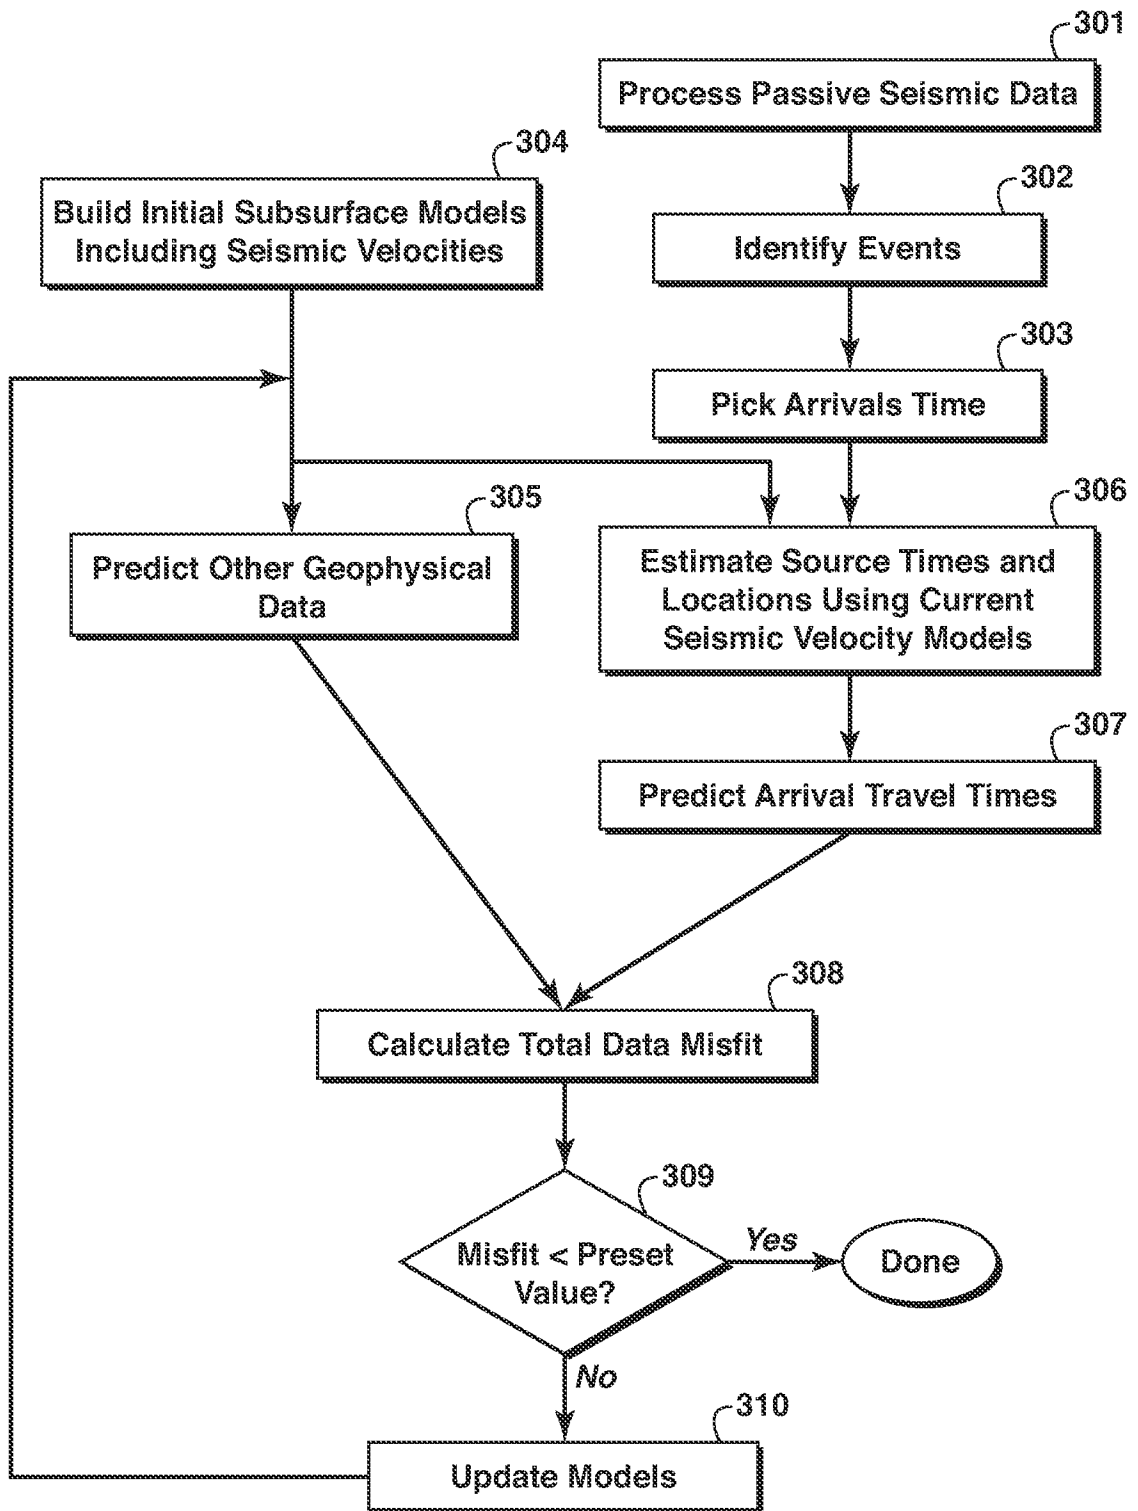 301
Process Passive Seismic Data
304
Build Initial Subsurface Models
Including Seismic Velocities
302
Identify Events
303
Pick Arrivals Time
305
Predict Other Geophysical
Data
306
Estimate Source Times and
Locations Using Current
Seismic Velocity Models
307
Predict Arrival Travel Times
308
Calculate Total Data Misfit
309
Misfit < Preset
Value?
Yes
Done
No
310
Update Models